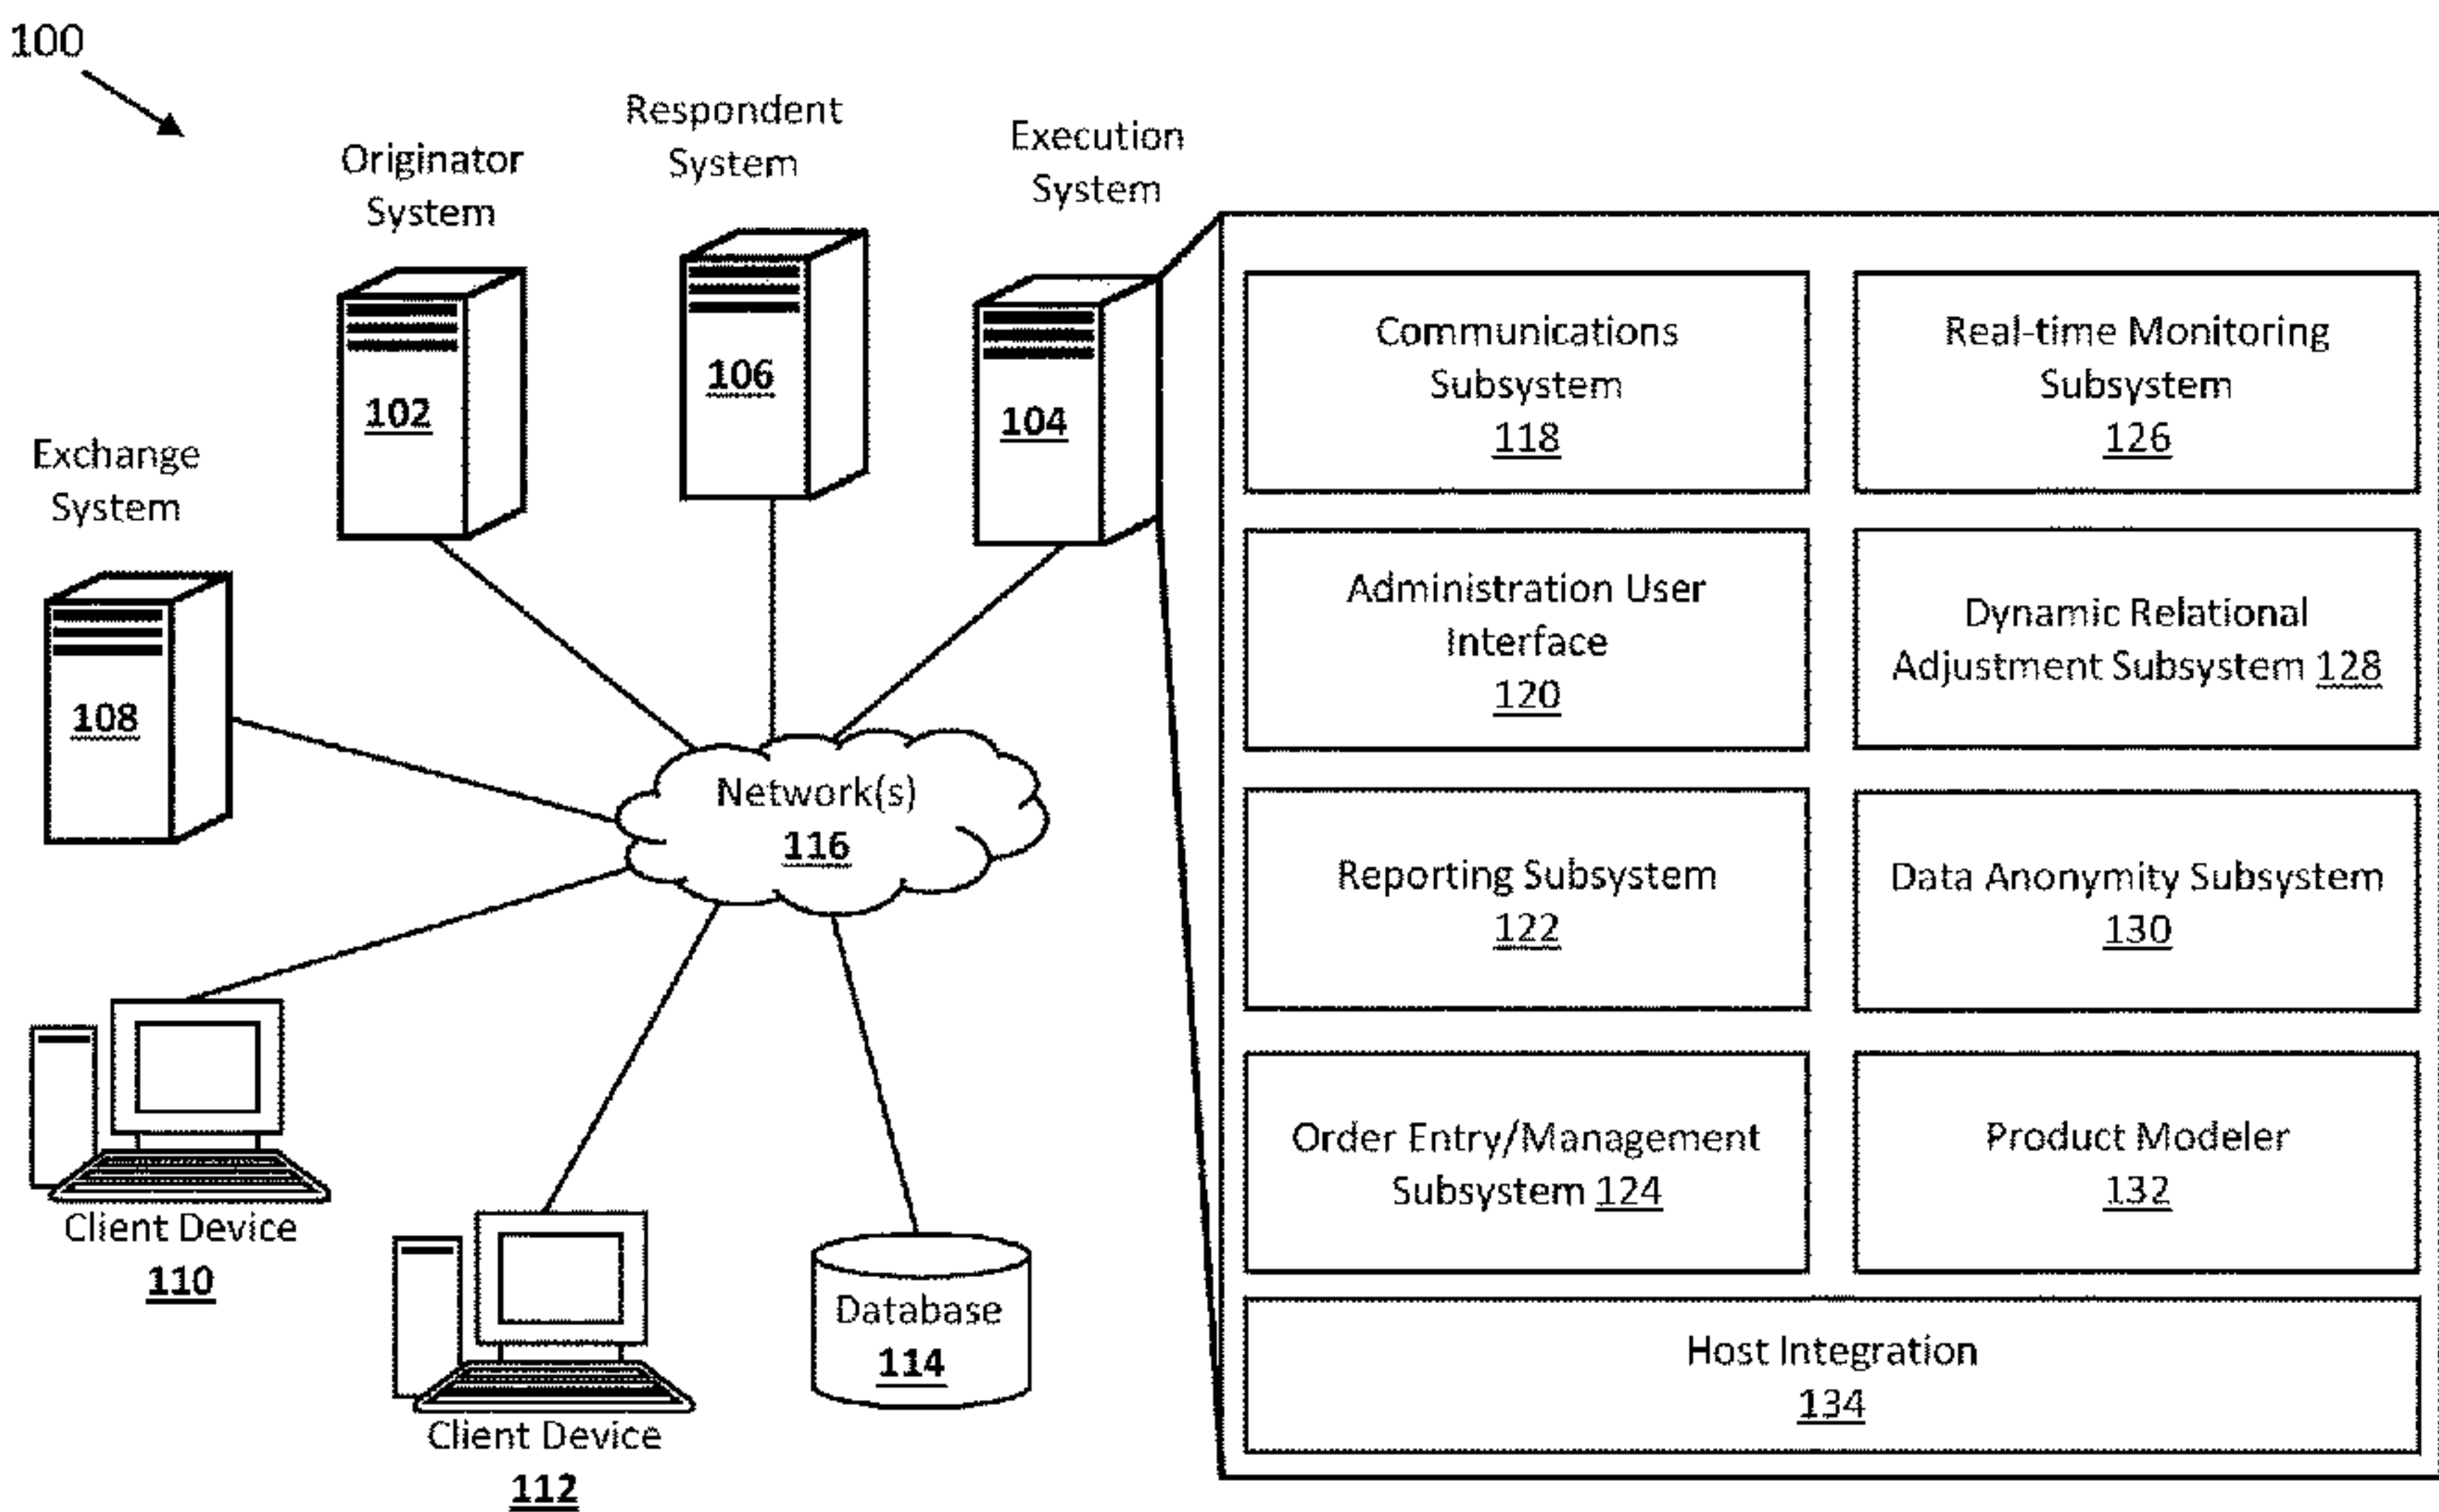 100
Respondent
System
Execution
System
Originator
System
Exchange
System
102
106
104
108
Network(s)
116
Client Device
110
Client Device
112
Database
114
Communications
Subsystem
118
Real-time Monitoring
Subsystem
126
Administration User
Interface
120
Dynamic Relational
Adjustment Subsystem 128
Reporting Subsystem
122
Data Anonymity Subsystem
130
Order Entry/Management
Subsystem 124
Product Modeler
132
Host Integration
134